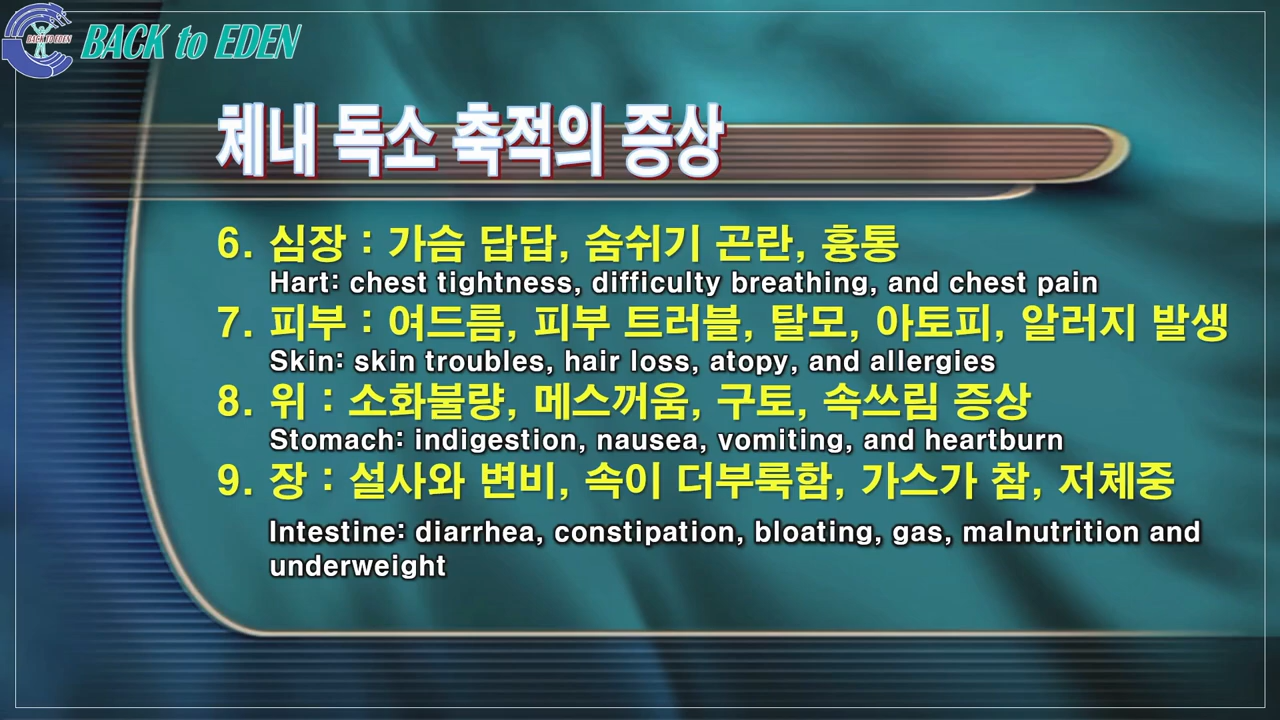 BACK TO EDEN
BACK to EDEN
체내 독소 축적의 증상
6. 심장 : 가슴 답답, 숨쉬기 곤란, 흉통
Hart: chest tightness, difficulty breathing, and chest pain
7. 피부 : 여드름, 피부 트러블, 탈모, 아토피, 알러지 발생
Skin: skin troubles, hair loss, atopy, and allergies
8. 위 : 소화불량, 메스꺼움, 구토, 속쓰림 증상
Stomach: indigestion, nausea, vomiting, and heartburn
9. 장 : 설사와 변비, 속이 더부룩함, 가스가 참, 저체중
Intestine: diarrhea, constipation, bloating, gas, malnutrition and
underweight